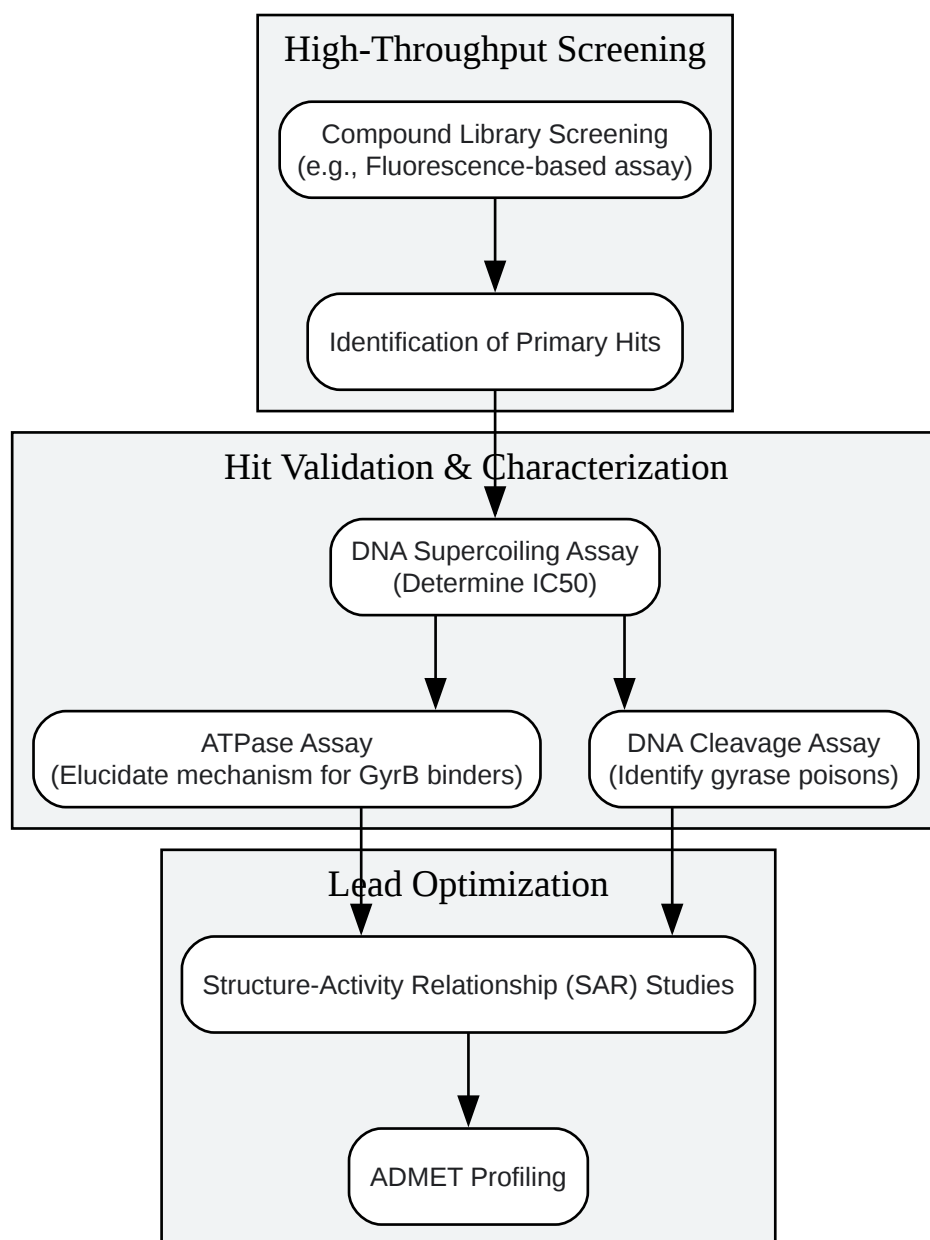 High-Throughput Screening
Compound Library Screening
(e.g., Fluorescence-based assay)
Identification of Primary Hits
Hit Validation & Characterization
DNA Supercoiling Assay
(Determine IC50)
ATPase Assay
(Elucidate mechanism for GyrB binders)
DNA Cleavage Assay
(Identify gyrase poisons)
Lead Optimization
Structure-Activity Relationship (SAR) Studies
ADMET Profiling